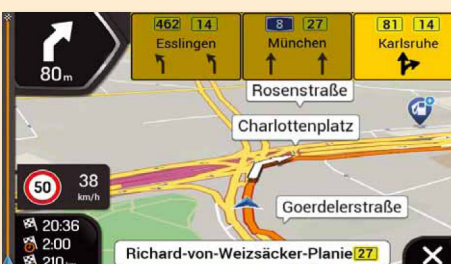 462 14
Esslingen
8 27
München
81 14
Karlsruhe
80m
Rosenstraße
Charlottenplatz
50
38
km/h
Goerdelerstraße
20:36
2:00
210m
Richard-von-Weizsäcker-Planie 27